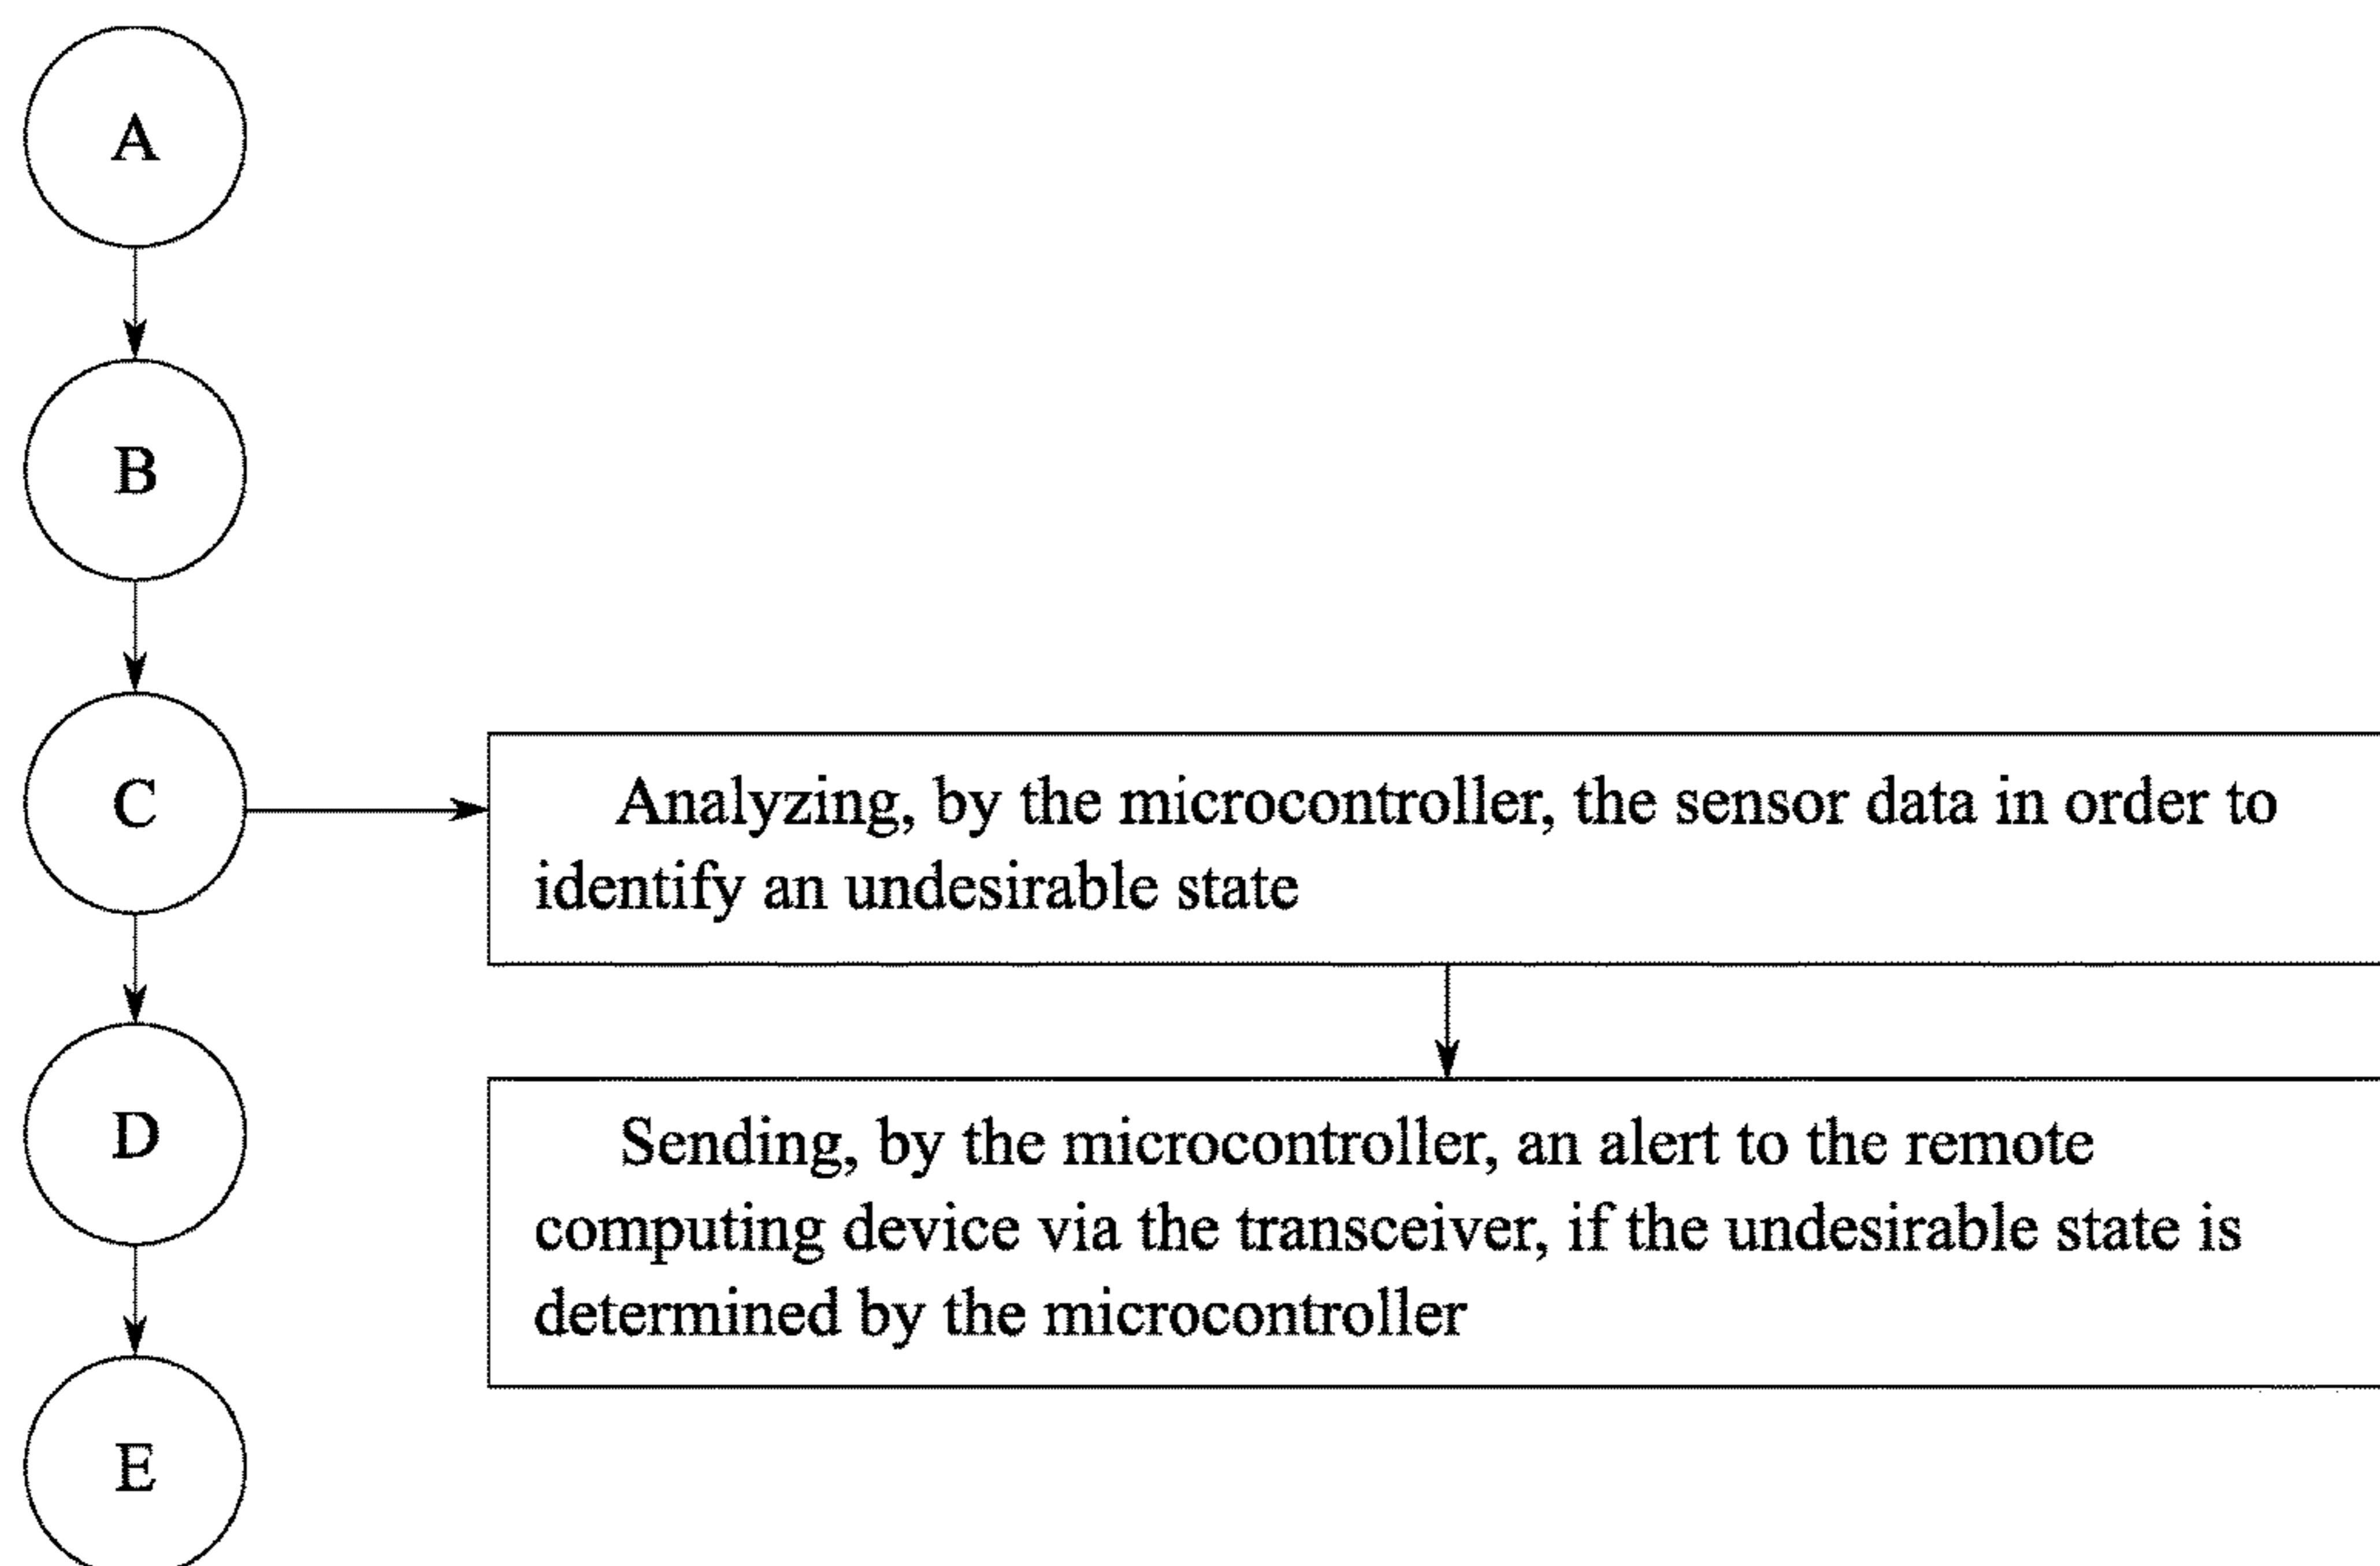 A
B
C
Analyzing, by the microcontroller, the sensor data in order to
identify an undesirable state
D
Sending, by the microcontroller, an alert to the remote
computing device via the transceiver, if the undesirable state is
determined by the microcontroller
E